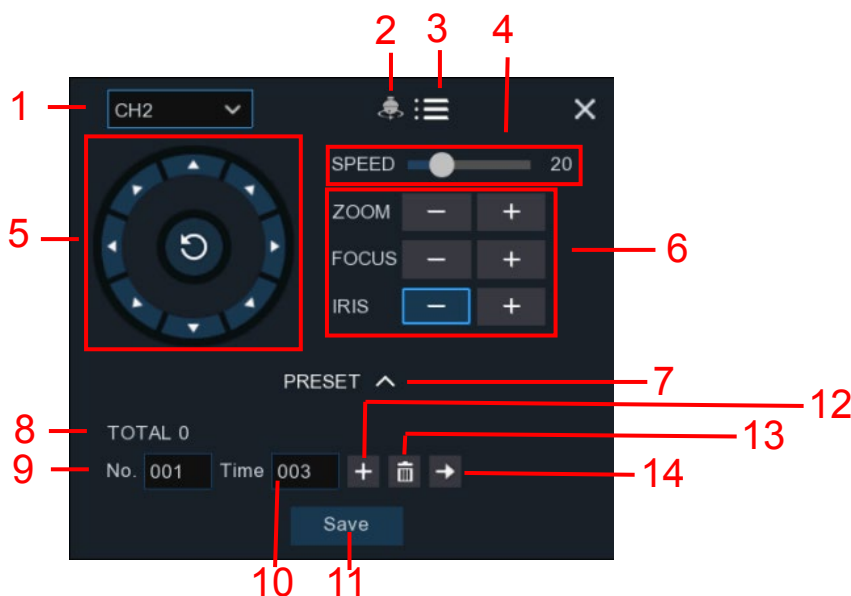 2 3 4
1 CH2
SPEED 20
ZOOM − +
5 FOCUS − + 6
IRIS − +
PRESET 7
12
8 TOTAL 0 13
9 No. 001 Time 003 + 14
Save
10 11